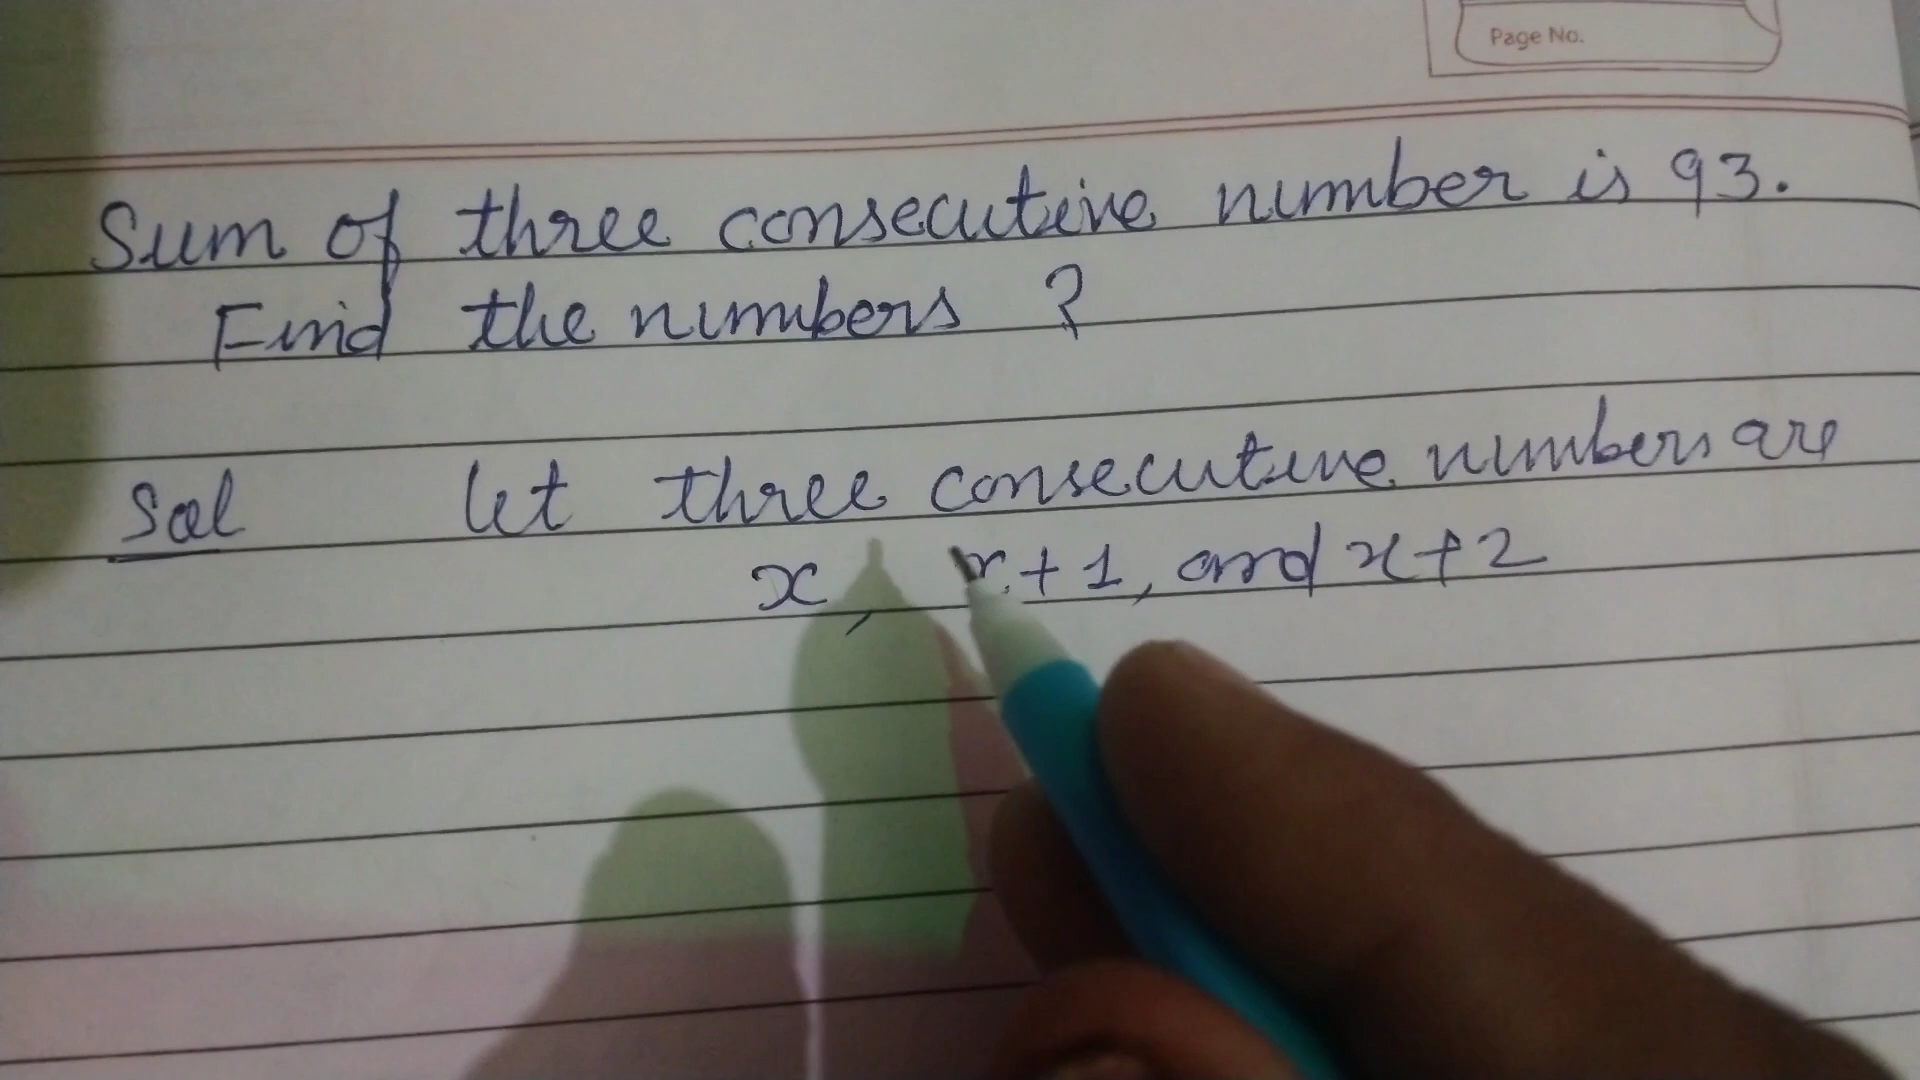 Page No.
Sum of three consecutive number is 93.
Find the numbers ?
Sol let three consecutive numbers are
x, x+1, and x+2